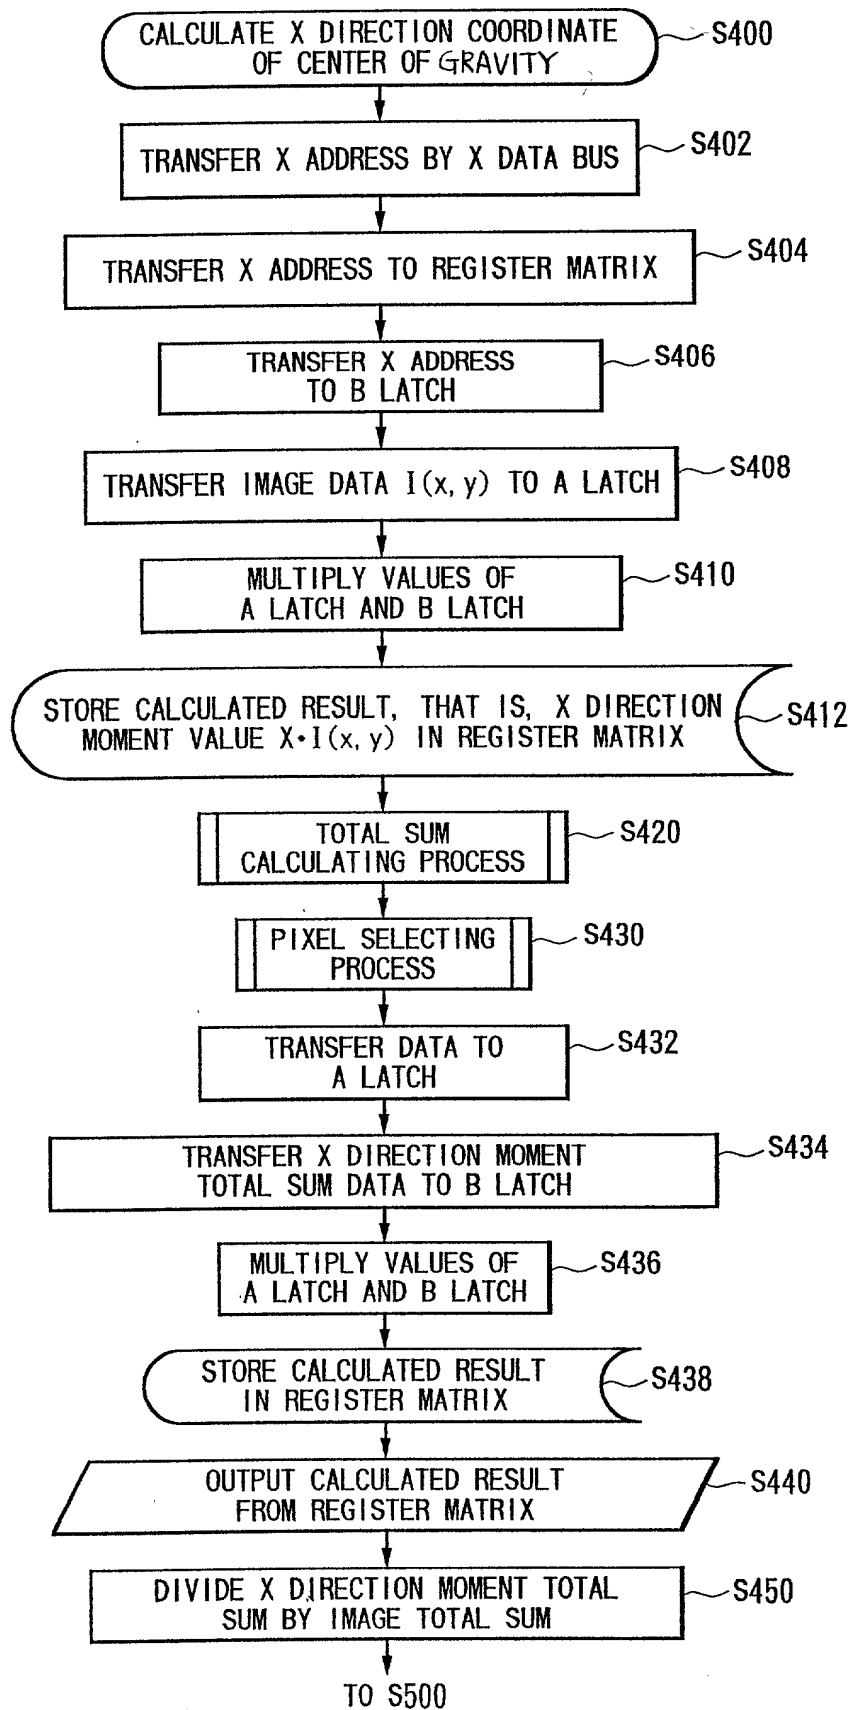 CALCULATE X DIRECTION COORDINATE
OF CENTER OF GRAVITY
S400
TRANSFER X ADDRESS BY X DATA BUS
S402
TRANSFER X ADDRESS TO REGISTER MATRIX
S404
TRANSFER X ADDRESS
TO B LATCH
S406
TRANSFER IMAGE DATA I(x, y) TO A LATCH
S408
MULTIPLY VALUES OF
A LATCH AND B LATCH
S410
STORE CALCULATED RESULT, THAT IS, X DIRECTION
MOMENT VALUE X·I(x, y) IN REGISTER MATRIX
S412
TOTAL SUM
CALCULATING PROCESS
S420
PIXEL SELECTING
PROCESS
S430
TRANSFER DATA TO
A LATCH
S432
TRANSFER X DIRECTION MOMENT
TOTAL SUM DATA TO B LATCH
S434
MULTIPLY VALUES OF
A LATCH AND B LATCH
S436
STORE CALCULATED RESULT
IN REGISTER MATRIX
S438
OUTPUT CALCULATED RESULT
FROM REGISTER MATRIX
S440
DIVIDE X DIRECTION MOMENT TOTAL
SUM BY IMAGE TOTAL SUM
S450
TO S500